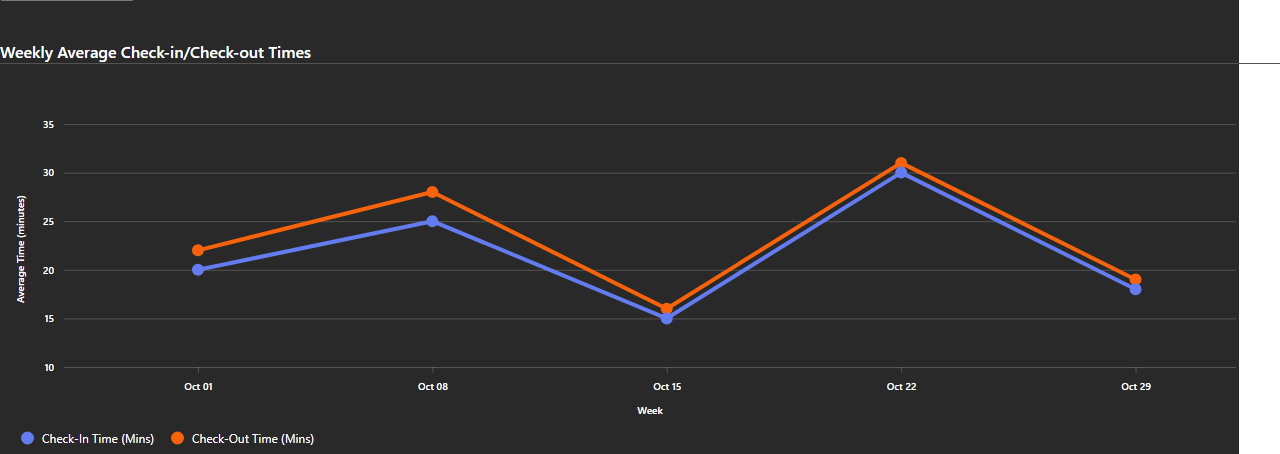 Weekly Average Check-in/Check-out Times
35
30
25
20
15
10
Average Time (minutes)
Oct 01
Oct 08
Oct 15
Oct 22
Oct 29
Week
Check-In Time (Mins)
Check-Out Time (Mins)